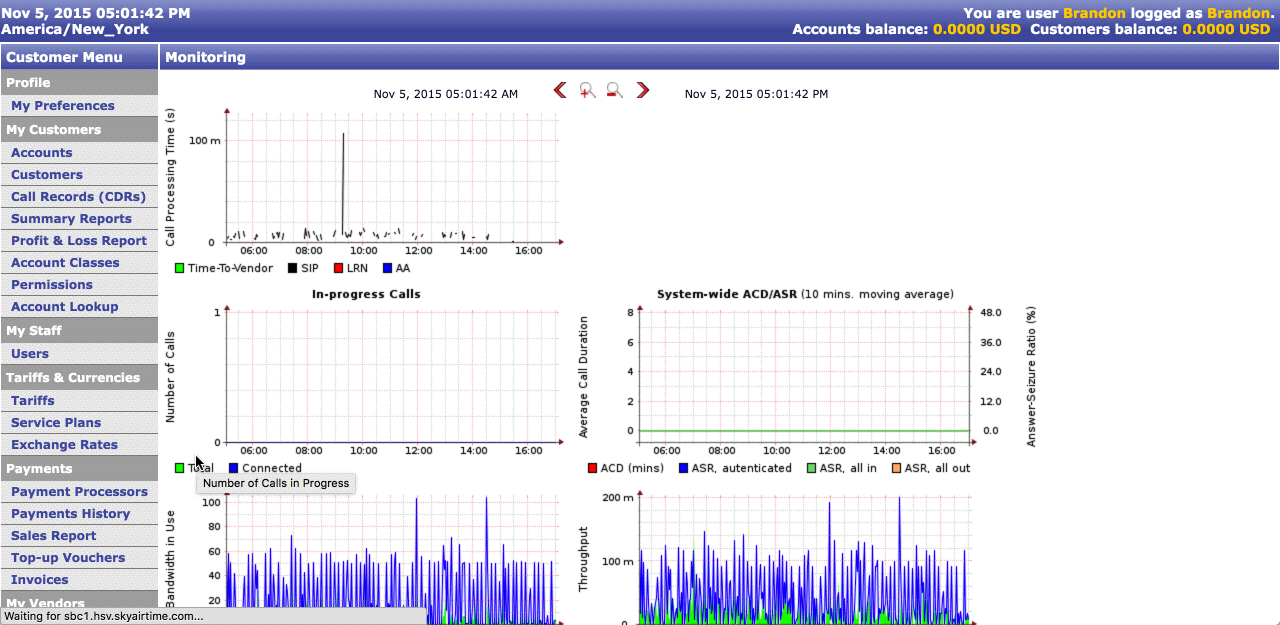 Nov 5, 2015 05:01:42 PM
America/New_York
You are user Brandon logged as Brandon.
Accounts balance: 0.0000 USD Customers balance: 0.0000 USD
Customer Menu
Profile
My Preferences
My Customers
Accounts
Customers
Call Records (CDRs)
Summary Reports
Profit & Loss Report
Account Classes
Permissions
Account Lookup
My Staff
Users
Tariffs & Currencies
Tariffs
Service Plans
Exchange Rates
Payments
Payment Processors
Payments History
Sales Report
Top-up Vouchers
Invoices
My Vendors
Waiting for sbc1.hsv.skyairtime.com...
Monitoring
Nov 5, 2015 05:01:42 AM
Nov 5, 2015 05:01:42 PM
Call Processing Time (s)
100 m
0
06:00 08:00 10:00 12:00 14:00 16:00
Time-To-Vendor SIP LRN AA
In-progress Calls
Number of Calls
1
0
06:00 08:00 10:00 12:00 14:00 16:00
Total Connected
Number of Calls in Progress
System-wide ACD/ASR (10 mins. moving average)
Average Call Duration
8
6
4
2
0
48.0
36.0
24.0
12.0
0.0
Answer-Seizure Ratio (%)
06:00 08:00 10:00 12:00 14:00 16:00
ACD (mins) ASR, autenticated ASR, all in ASR, all out
Bandwidth in Use
100
80
60
40
20
Throughput
200 m
100 m
0